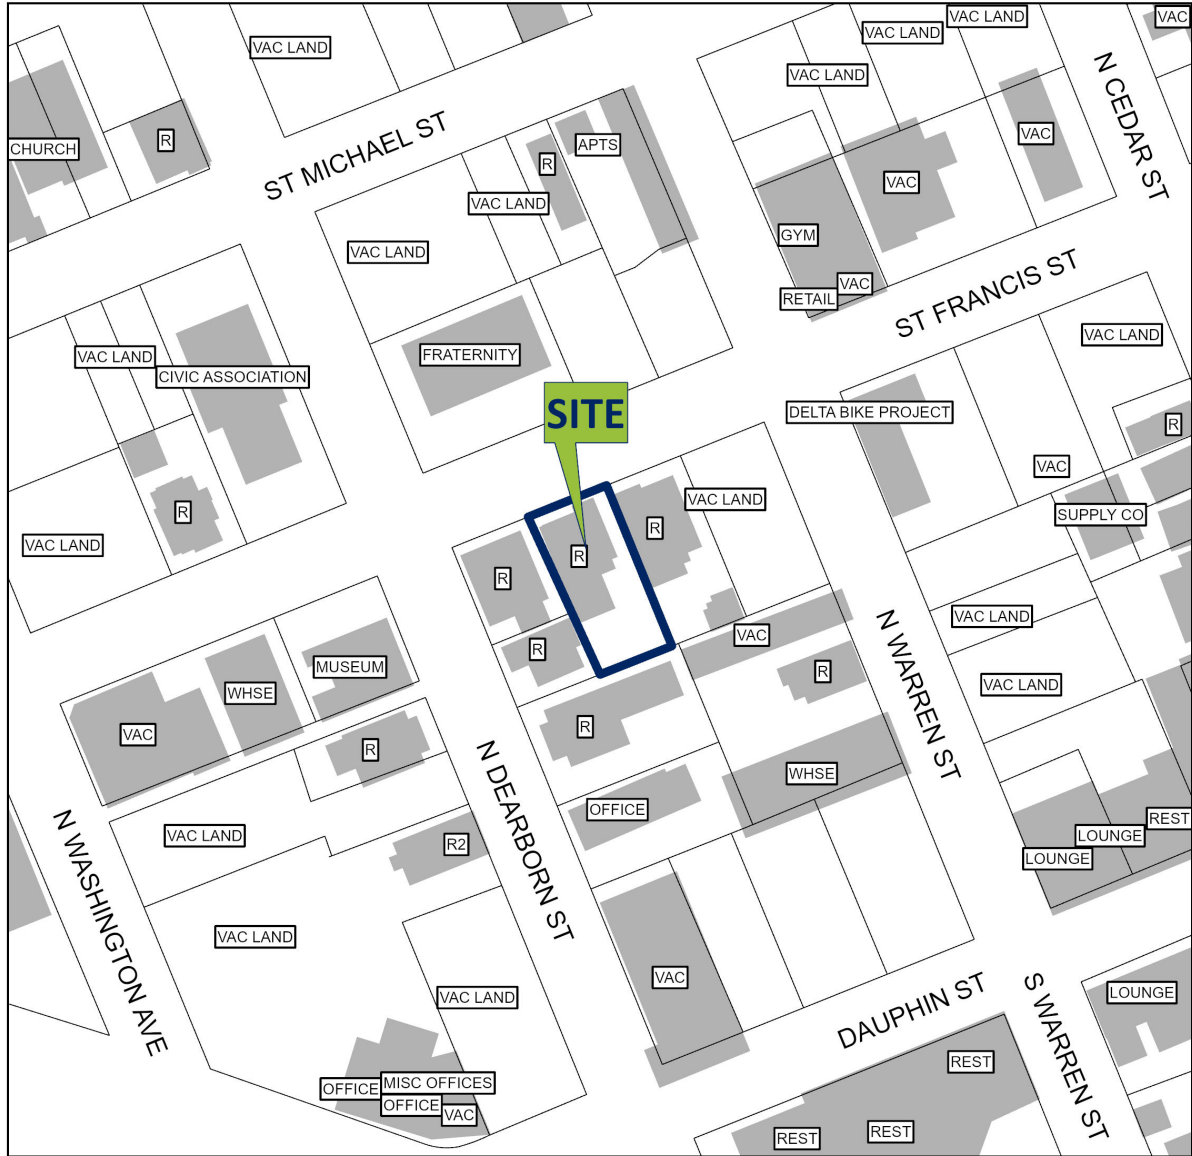 VAC LAND
VAC LAND
VAC
VAC LAND
VAC LAND
N CEDAR ST
CHURCH
R
ST MICHAEL ST
R
APTS
VAC
VAC
VAC LAND
VAC LAND
GYM
VAC
RETAIL
ST FRANCIS ST
VAC LAND
VAC LAND
CIVIC ASSOCIATION
FRATERNITY
SITE
DELTA BIKE PROJECT
R
VAC
VAC LAND
SUPPLY CO
R
VAC LAND
R
R
R
R
VAC LAND
VAC
R
MUSEUM
WHSE
VAC
R
R
N WARREN ST
VAC LAND
N DEARBORN ST
WHSE
OFFICE
VAC LAND
R2
REST
LOUNGE
LOUNGE
N WASHINGTON AVE
VAC LAND
VAC
VAC LAND
DAUPHIN ST
S WARREN ST
LOUNGE
REST
OFFICE
MISC OFFICES
OFFICE
VAC
REST
REST